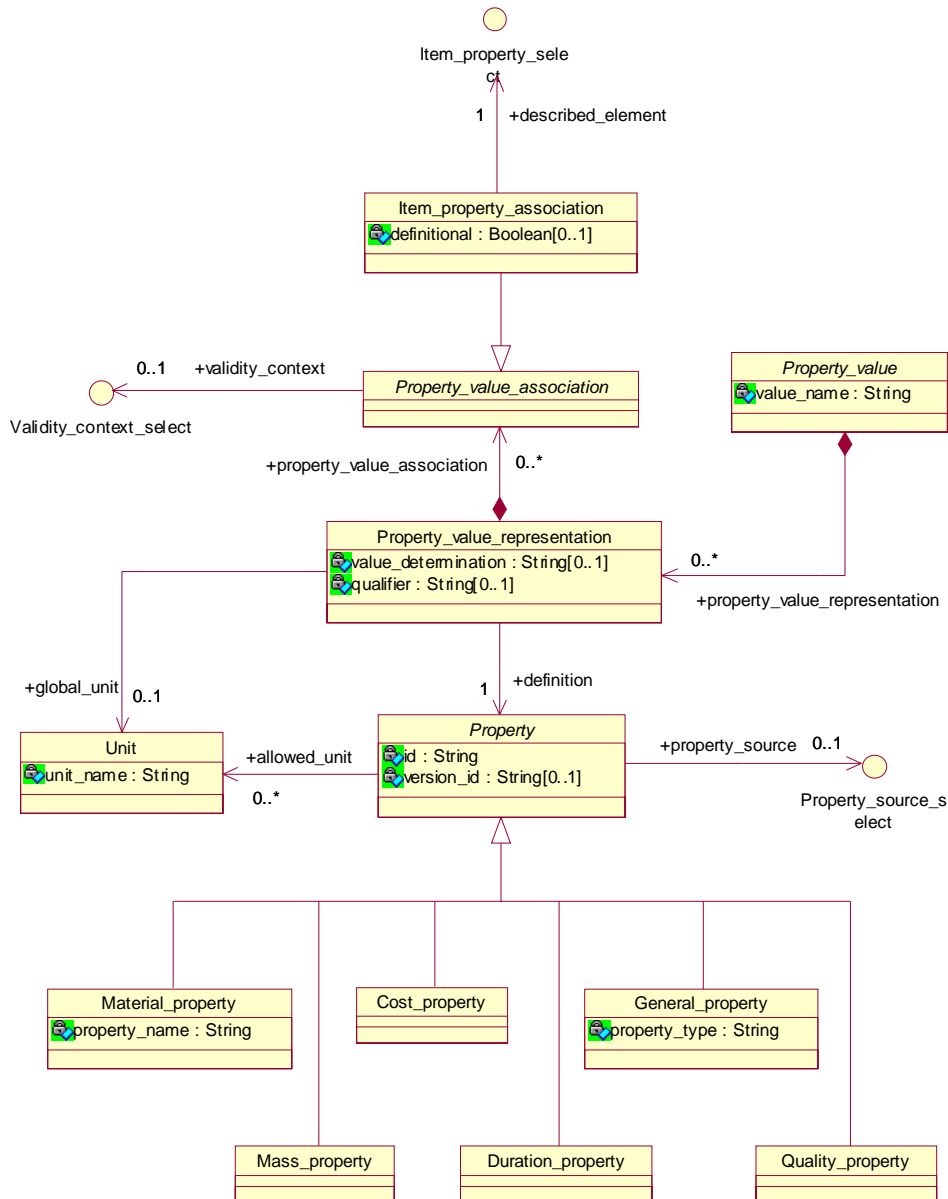 Item_property_sele
ct
1 +described_element
Item_property_association
definitional : Boolean[0..1]
0..1 +validity_context
Validity_context_select
Property_value_association
Property_value
value_name : String
+property_value_association 0..*
Property_value_representation
value_determination : String[0..1]
qualifier : String[0..1]
0..*
+property_value_representation
+global_unit 0..1
1 +definition
Unit
unit_name : String
+allowed_unit
0..*
Property
id : String
version_id : String[0..1]
+property_source 0..1
Property_source_s
elect
Material_property
property_name : String
Cost_property
General_property
property_type : String
Mass_property
Duration_property
Quality_property